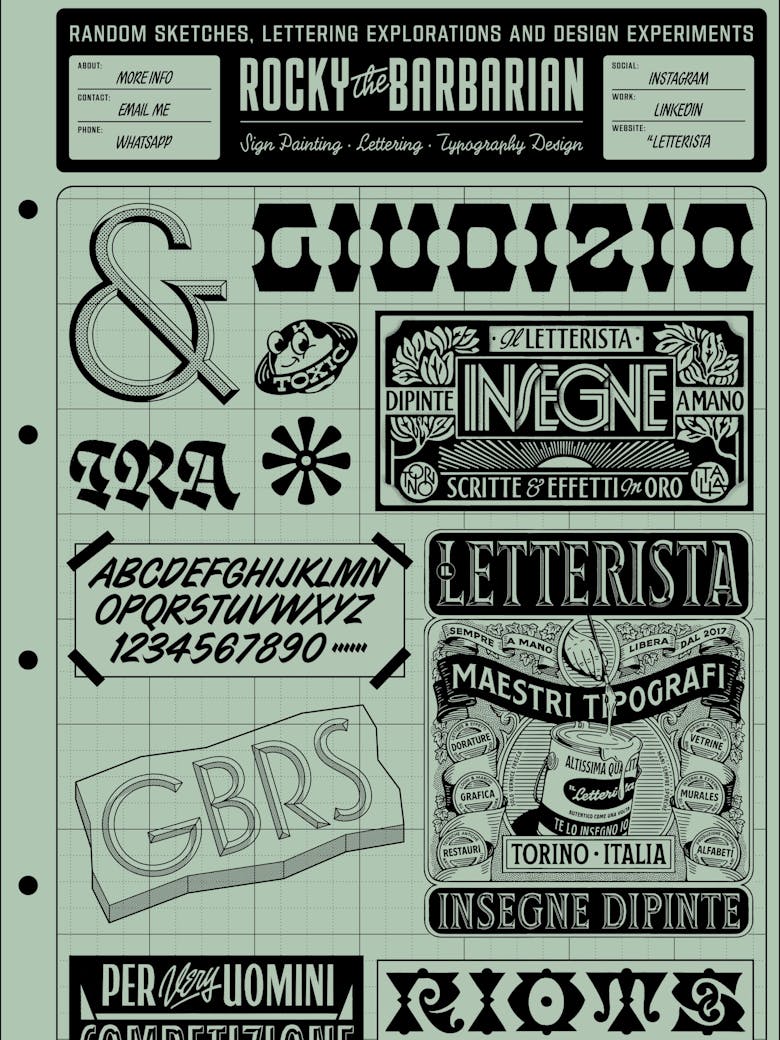 RANDOM SKETCHES, LETTERING EXPLORATIONS AND DESIGN EXPERIMENTS
ABOUT:
MORE INFO
CONTACT:
EMAIL ME
PHONE:
WHATSAPP
ROCKY the BARBARIAN
Sign Painting · Lettering · Typography Design
SOCIAL:
INSTAGRAM
WORK:
LINKEDIN
WEBSITE:
"LETTERISTA
&
GIUDIZIO
TOXIC
·Il LETTERISTA·
DIPINTE
INSEGNE
A MANO
TORINO
SCRITTE & EFFETTI in ORO
ITALIA
TRA
ABCDEFGHIJKLMN
OPQRSTUVWXYZ
1234567890
IL
LETTERISTA
SEMPRE A MANO LIBERA DAL 2017
MAESTRI TIPOGRAFI
DORATURE
VETRINE
ALTISSIMA QUALITÀ
IL Letterista
AUTENTICO COME UNA VOLTA
TE LO INSEGNO IO
GRAFICA
MURALES
RESTAURI
ALFABETI
TORINO · ITALIA
INSEGNE DIPINTE
GBRS
PER Very UOMINI
COMPETIZIONE
RIOTS